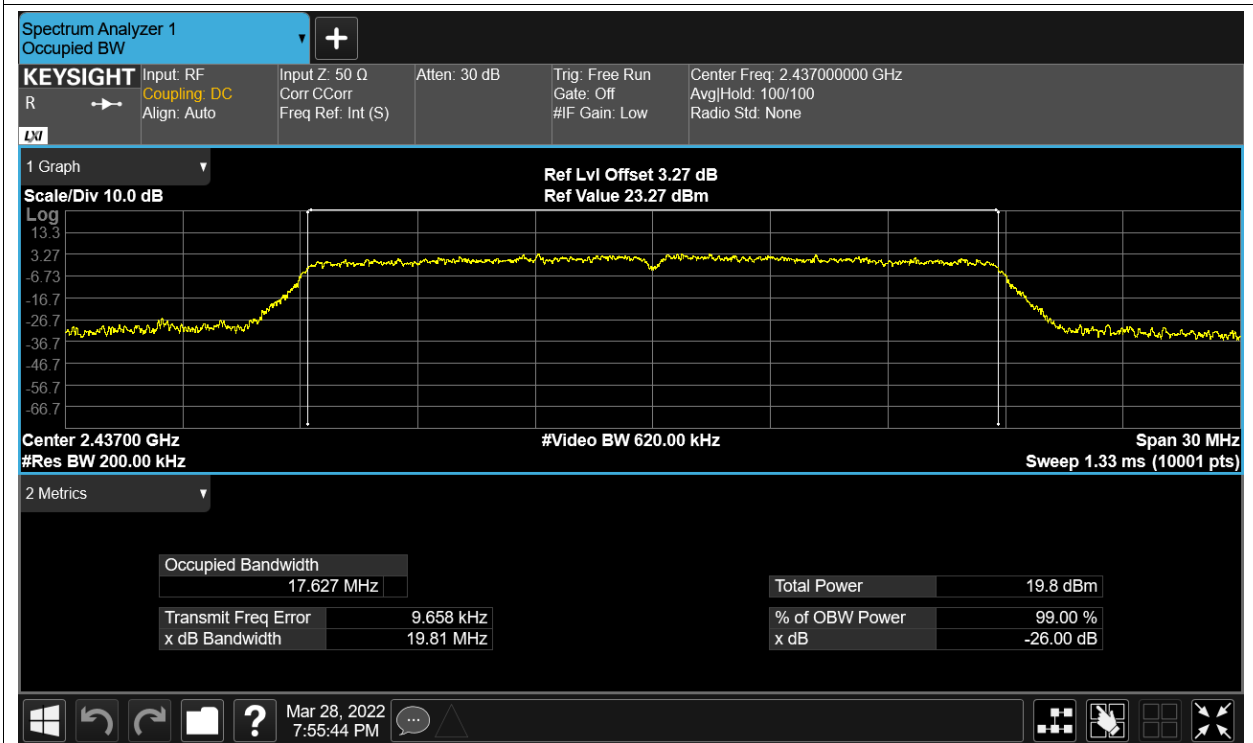 Spectrum Analyzer 1
Occupied BW
KEYSIGHT
R
LXI
Input: RF
Coupling: DC
Align: Auto
Input Z: 50 Ω
Corr CCorr
Freq Ref: Int (S)
Atten: 30 dB
Trig: Free Run
Gate: Off
#IF Gain: Low
Center Freq: 2.437000000 GHz
Avg|Hold: 100/100
Radio Std: None
1 Graph
Scale/Div 10.0 dB
Ref Lvl Offset 3.27 dB
Ref Value 23.27 dBm
Log
13.3
3.27
-6.73
-16.7
-26.7
-36.7
-46.7
-56.7
-66.7
Center 2.43700 GHz
#Video BW 620.00 kHz
Span 30 MHz
#Res BW 200.00 kHz
Sweep 1.33 ms (10001 pts)
2 Metrics
Occupied Bandwidth
17.627 MHz
Transmit Freq Error 9.658 kHz
x dB Bandwidth 19.81 MHz
Total Power 19.8 dBm
% of OBW Power 99.00 %
x dB -26.00 dB
Mar 28, 2022
7:55:44 PM